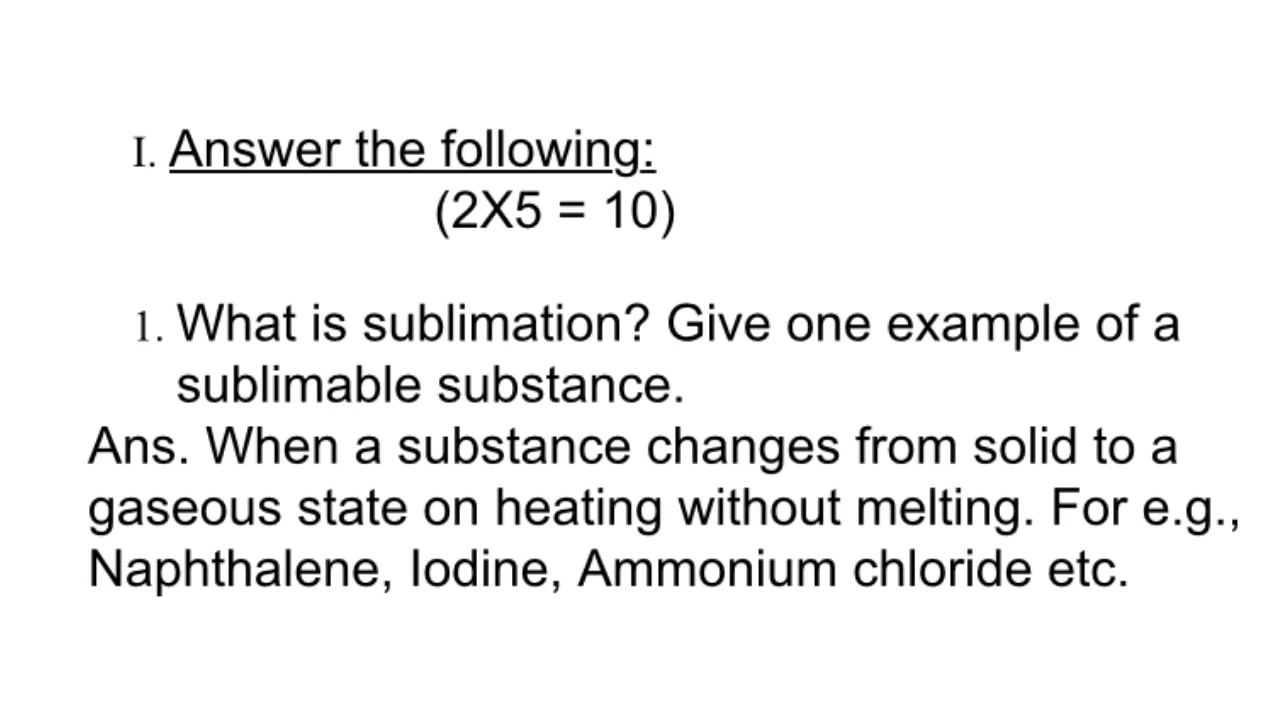 I. Answer the following:
(2X5 = 10)
1. What is sublimation? Give one example of a
sublimable substance.
Ans. When a substance changes from solid to a
gaseous state on heating without melting. For e.g.,
Naphthalene, Iodine, Ammonium chloride etc.